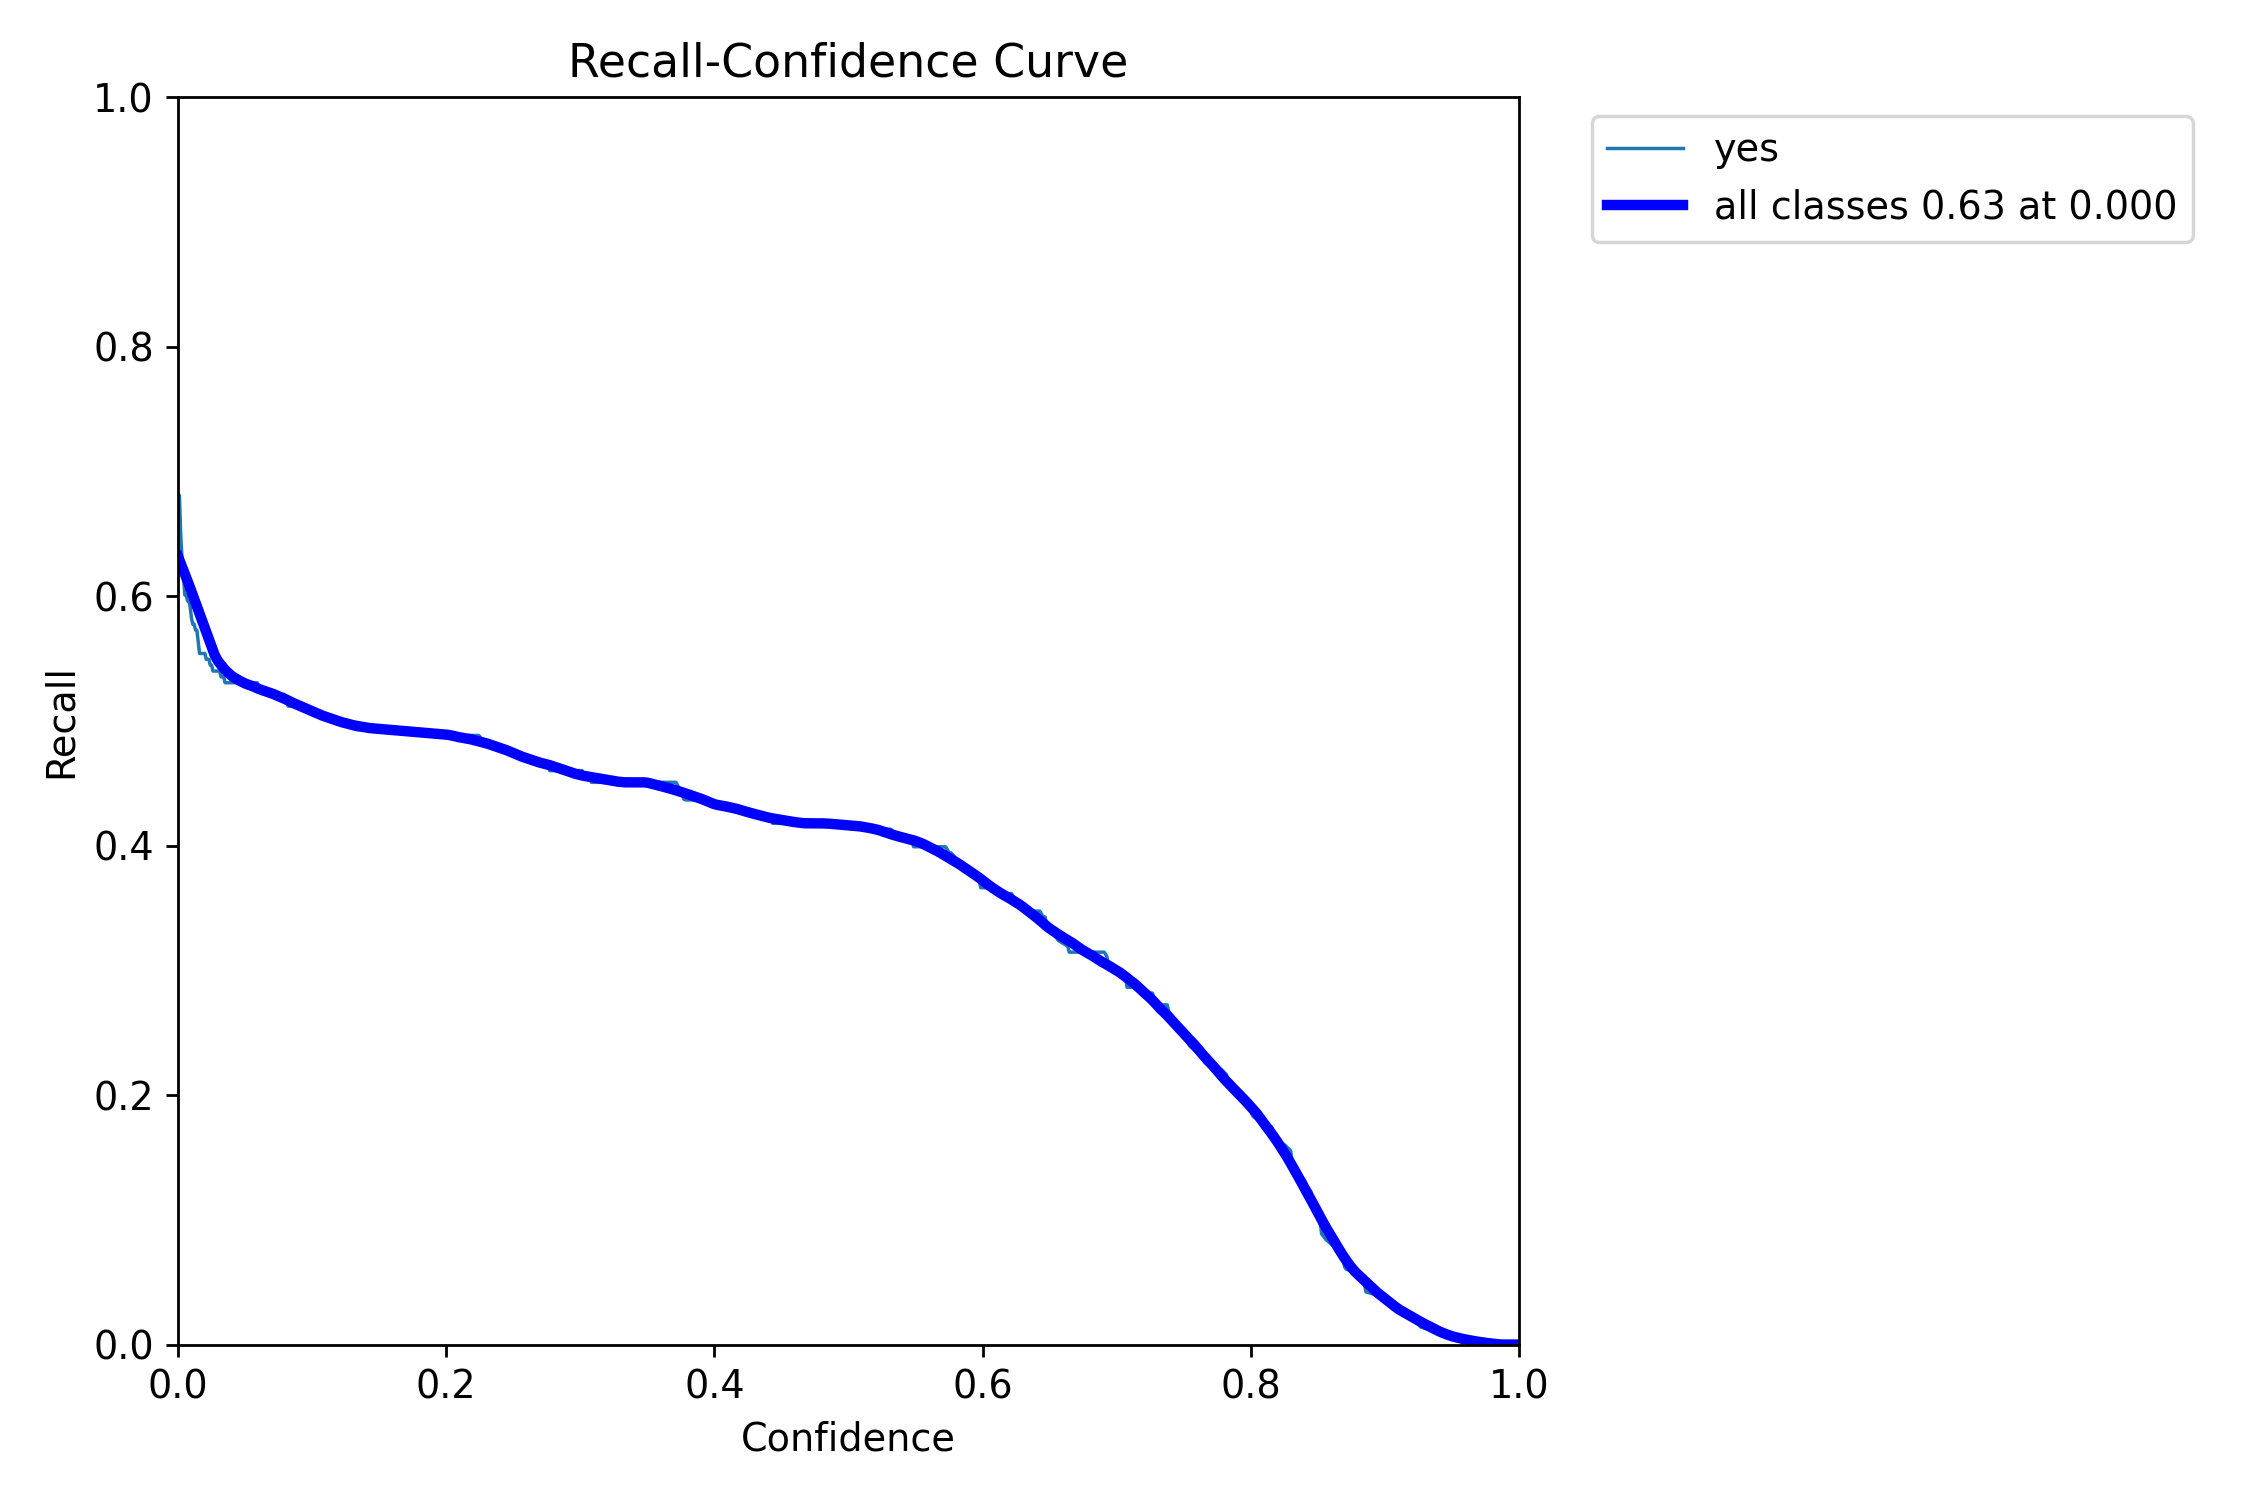 Recall-Confidence Curve
1.0
0.8
0.6
0.4
0.2
0.0
Recall
0.0 0.2 0.4 0.6 0.8 1.0
Confidence
yes
all classes 0.63 at 0.000